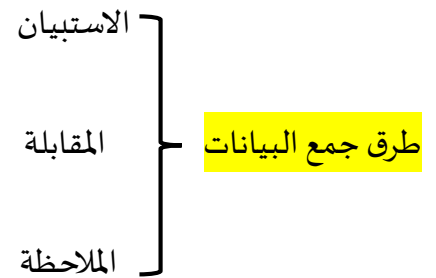 طرق جمع البيانات
الاستبيان
المقابلة
الملاحظة